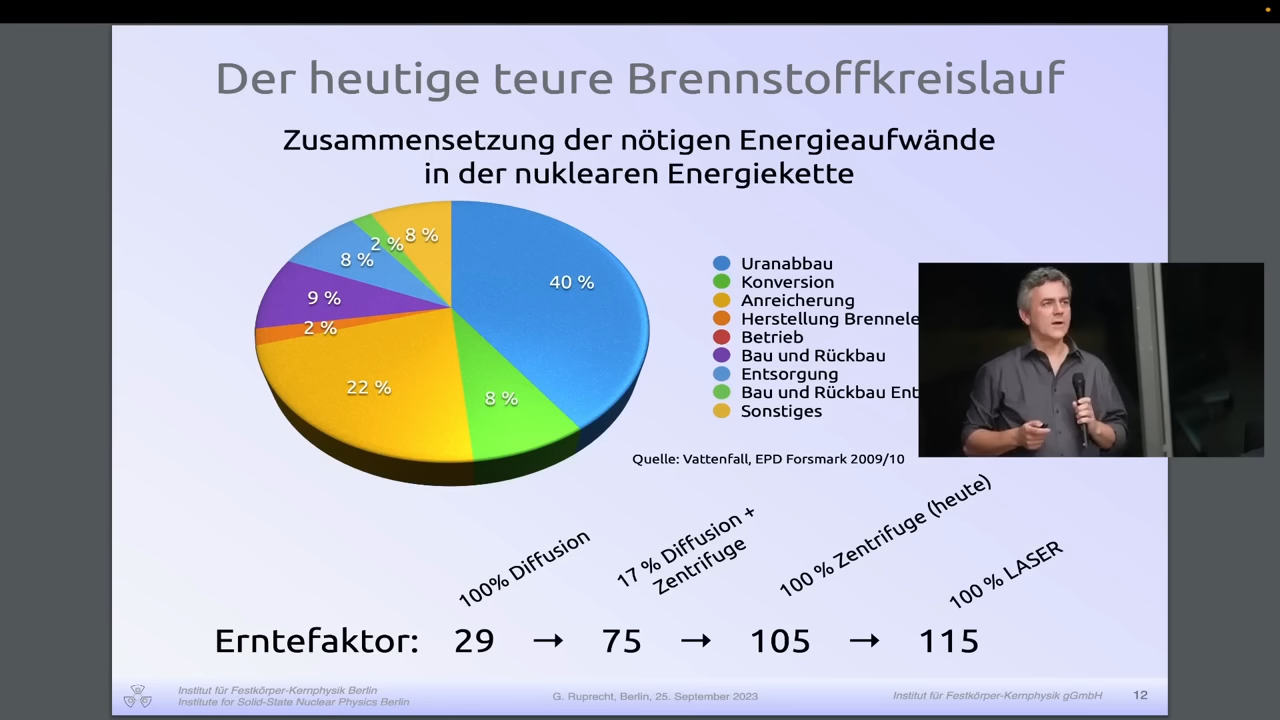 Der heutige teure Brennstoffkreislauf
Zusammensetzung der nötigen Energieaufwände
in der nuklearen Energiekette
40 %
8 %
22 %
2 %
9 %
8 %
2 %
8 %
Uranabbau
Konversion
Anreicherung
Herstellung Brennele
Betrieb
Bau und Rückbau
Entsorgung
Bau und Rückbau Ent
Sonstiges
Quelle: Vattenfall, EPD Forsmark 2009/10
100% Diffusion
17 % Diffusion +
Zentrifuge
100 % Zentrifuge (heute)
100 % LASER
Erntefaktor: 29 → 75 → 105 → 115
Institut für Festkörper-Kernphysik Berlin
Institute for Solid-State Nuclear Physics Berlin
G. Ruprecht, Berlin, 25. September 2023
Institut für Festkörper-Kernphysik gGmbH
12